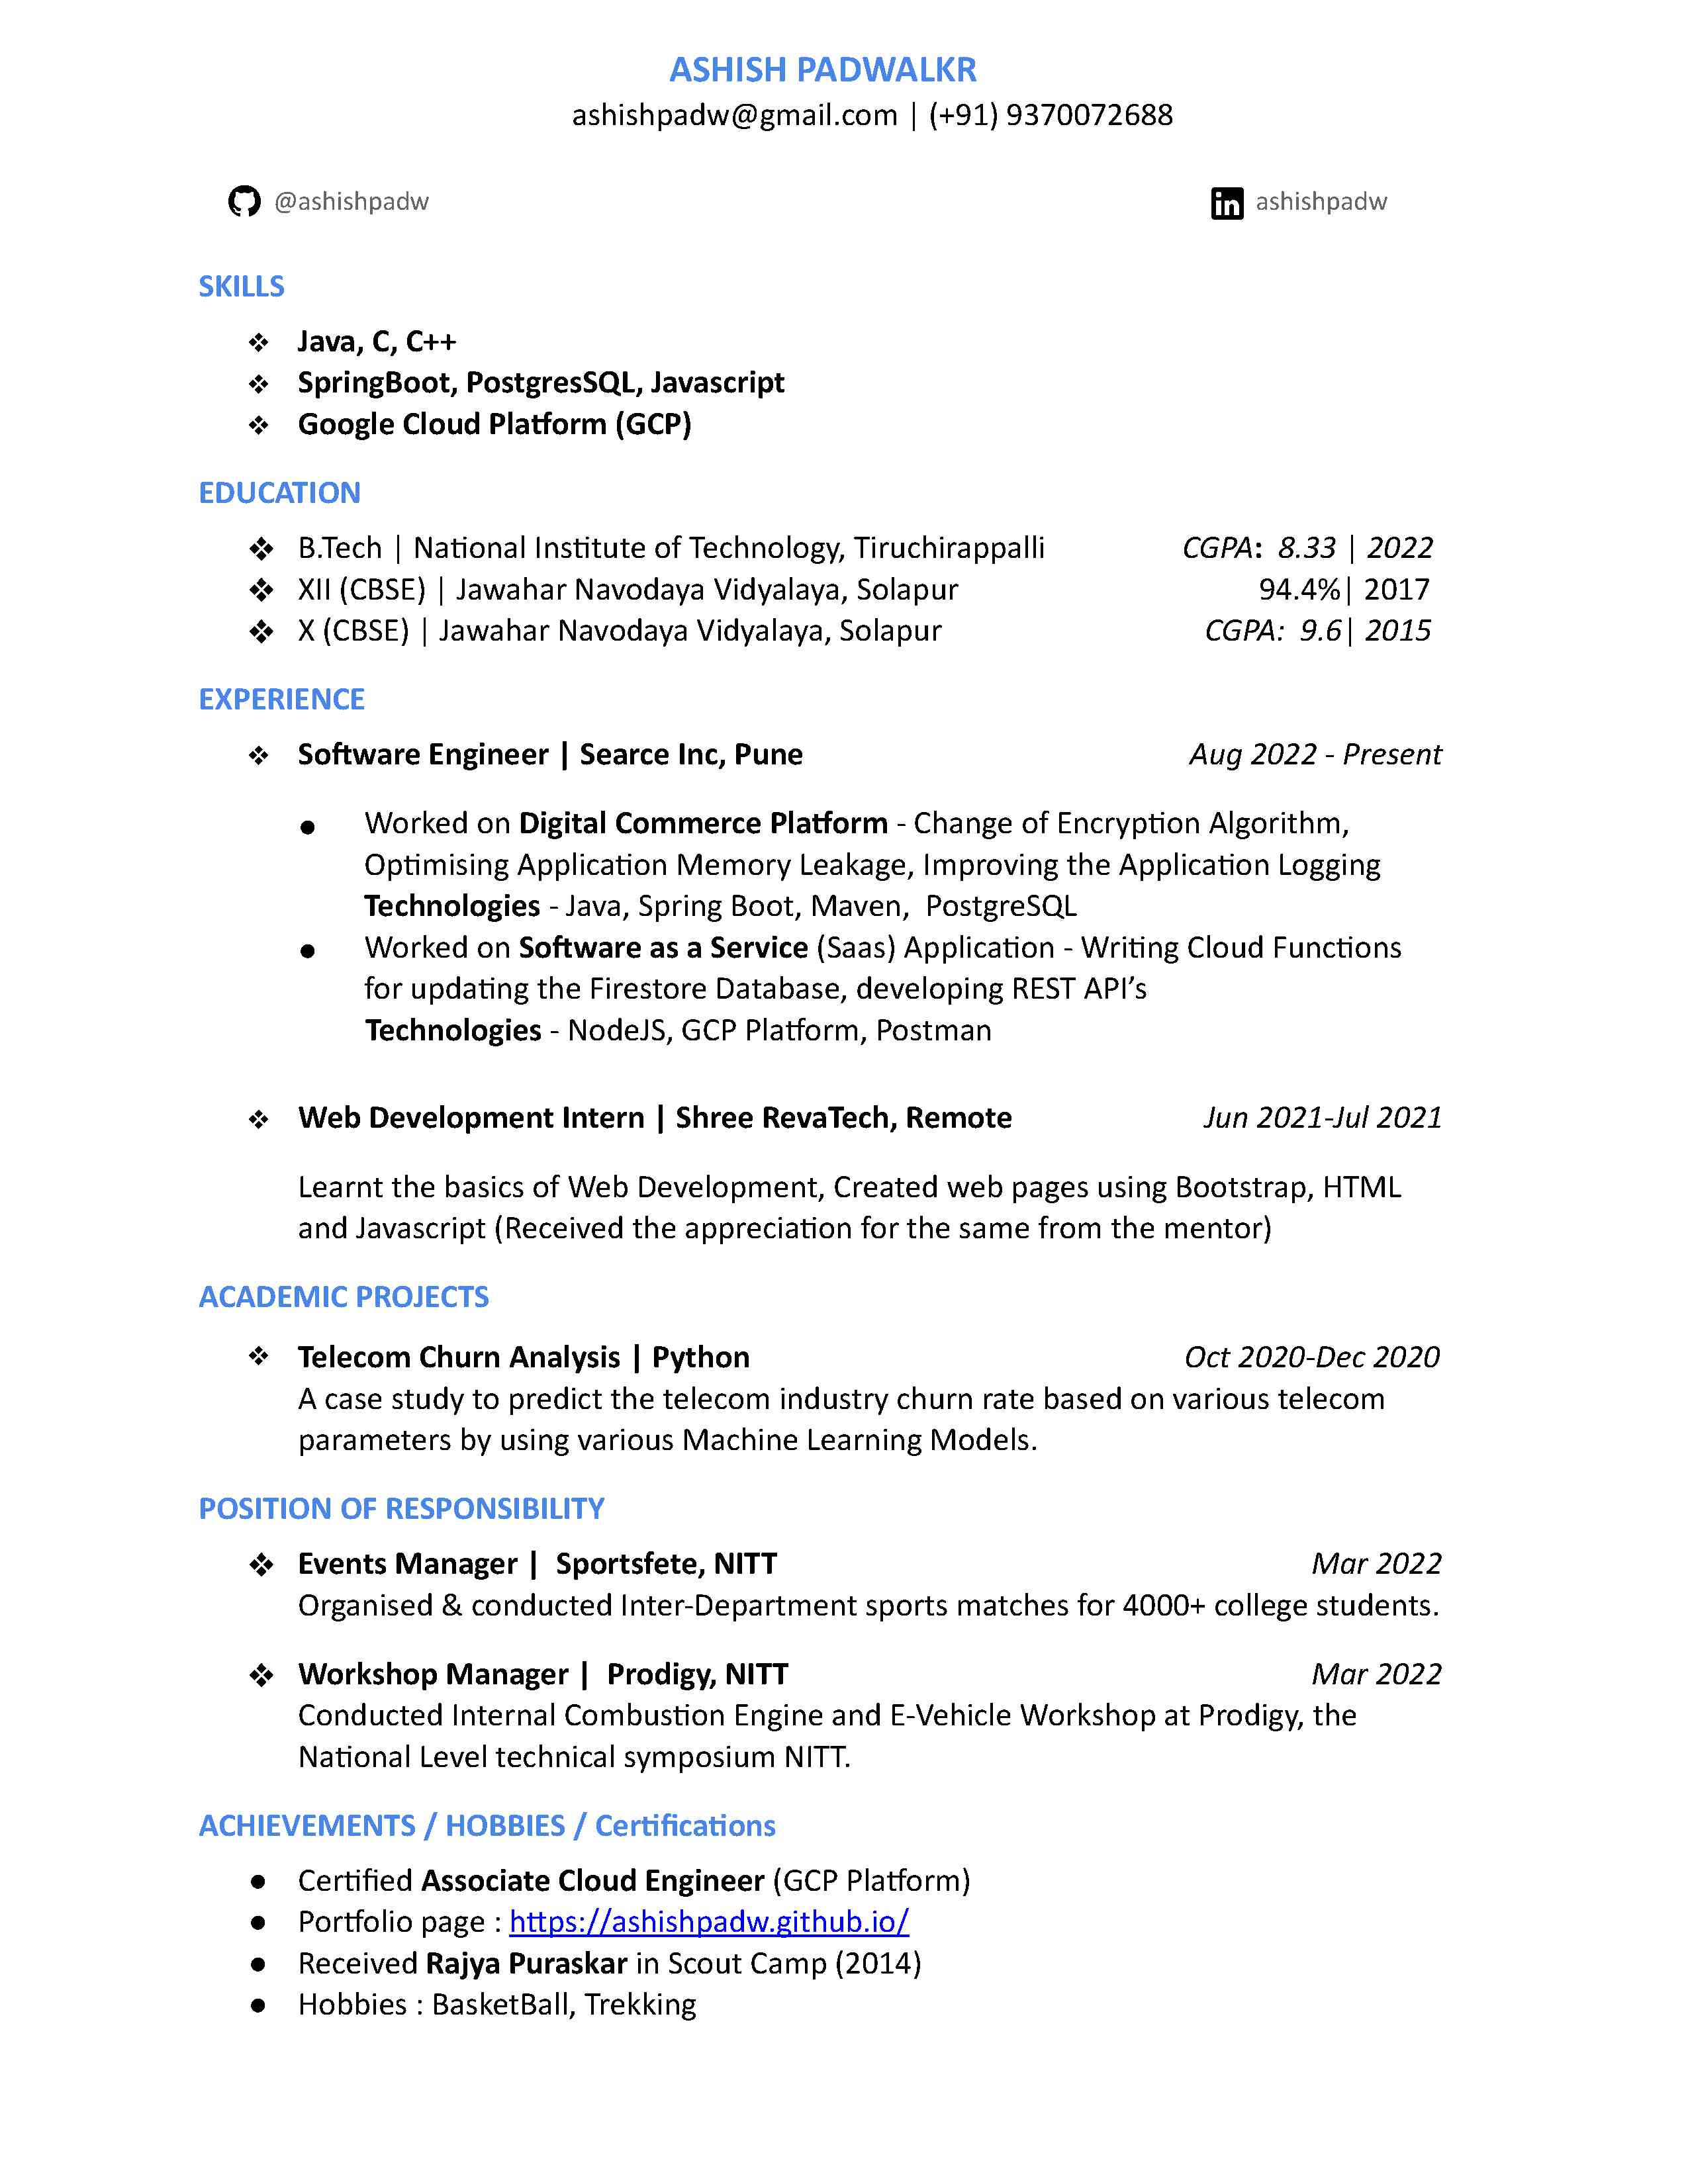 ASHISH PADWALKR
ashishpadw@gmail.com | (+91) 9370072688
@ashishpadw ashishpadw
SKILLS
❖ Java, C, C++
❖ SpringBoot, PostgresSQL, Javascript
❖ Google Cloud Platform (GCP)
EDUCATION
❖ B.Tech | National Institute of Technology, Tiruchirappalli CGPA: 8.33 | 2022
❖ XII (CBSE) | Jawahar Navodaya Vidyalaya, Solapur 94.4%| 2017
❖ X (CBSE) | Jawahar Navodaya Vidyalaya, Solapur CGPA: 9.6| 2015
EXPERIENCE
❖ Software Engineer | Searce Inc, Pune Aug 2022 - Present
● Worked on Digital Commerce Platform - Change of Encryption Algorithm,
Optimising Application Memory Leakage, Improving the Application Logging
Technologies - Java, Spring Boot, Maven, PostgreSQL
● Worked on Software as a Service (Saas) Application - Writing Cloud Functions
for updating the Firestore Database, developing REST API’s
Technologies - NodeJS, GCP Platform, Postman
❖ Web Development Intern | Shree RevaTech, Remote Jun 2021-Jul 2021
Learnt the basics of Web Development, Created web pages using Bootstrap, HTML
and Javascript (Received the appreciation for the same from the mentor)
ACADEMIC PROJECTS
❖ Telecom Churn Analysis | Python Oct 2020-Dec 2020
A case study to predict the telecom industry churn rate based on various telecom
parameters by using various Machine Learning Models.
POSITION OF RESPONSIBILITY
❖ Events Manager | Sportsfete, NITT Mar 2022
Organised & conducted Inter-Department sports matches for 4000+ college students.
❖ Workshop Manager | Prodigy, NITT Mar 2022
Conducted Internal Combustion Engine and E-Vehicle Workshop at Prodigy, the
National Level technical symposium NITT.
ACHIEVEMENTS / HOBBIES / Certifications
● Certified Associate Cloud Engineer (GCP Platform)
● Portfolio page : https://ashishpadw.github.io/
● Received Rajya Puraskar in Scout Camp (2014)
● Hobbies : BasketBall, Trekking